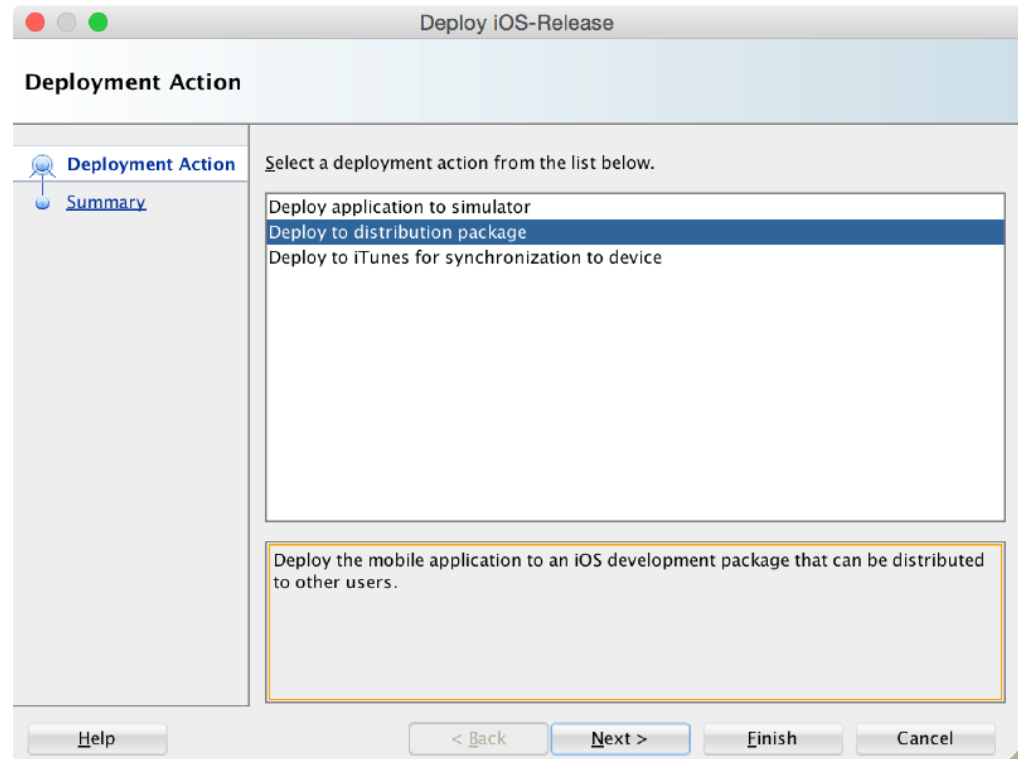 Deploy iOS-Release
Deployment Action
Deployment Action
Summary
Select a deployment action from the list below.
Deploy application to simulator
Deploy to distribution package
Deploy to iTunes for synchronization to device
Deploy the mobile application to an iOS development package that can be distributed
to other users.
Help
< Back
Next >
Finish
Cancel